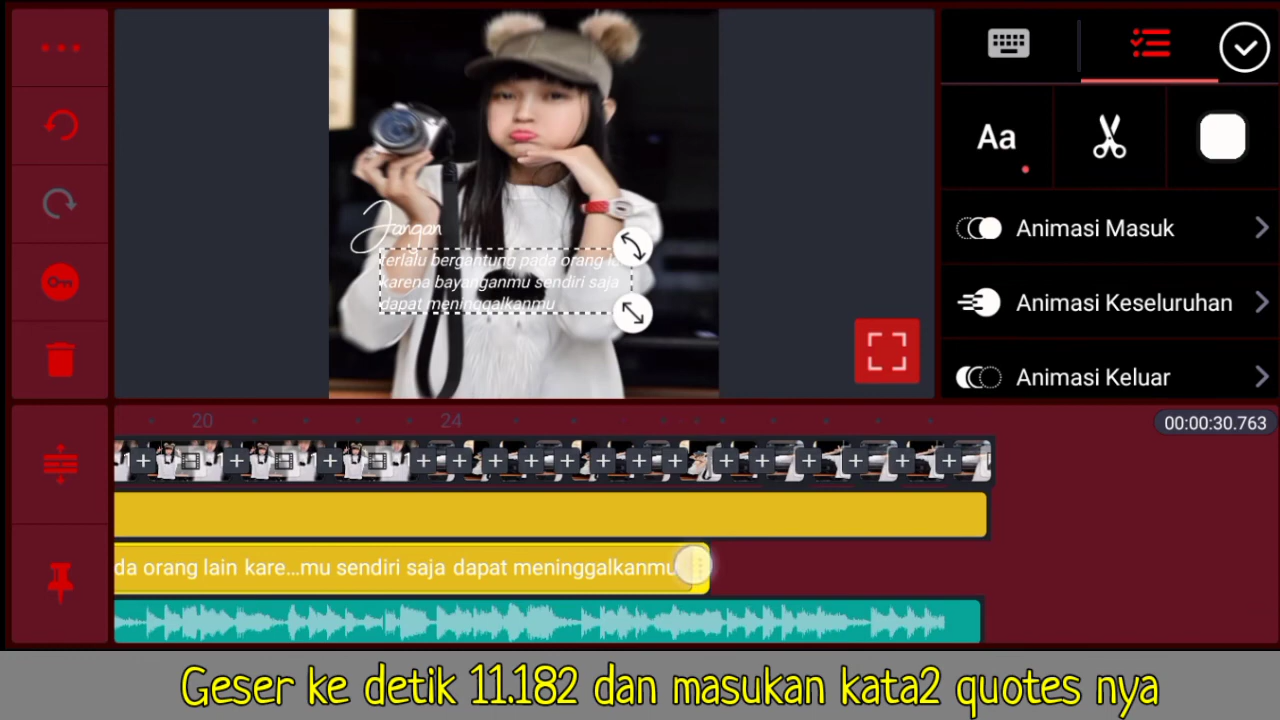 Aa
Animasi Masuk
Animasi Keseluruhan
Animasi Keluar
Jangan
terlalu bergantung pada orang la
karena bayanganmu sendiri saja
dapat meninggalkanmu
20
24
00:00:30.763
da orang lain kare...mu sendiri saja dapat meninggalkanmu
Geser ke detik 11.182 dan masukan kata2 quotes nya